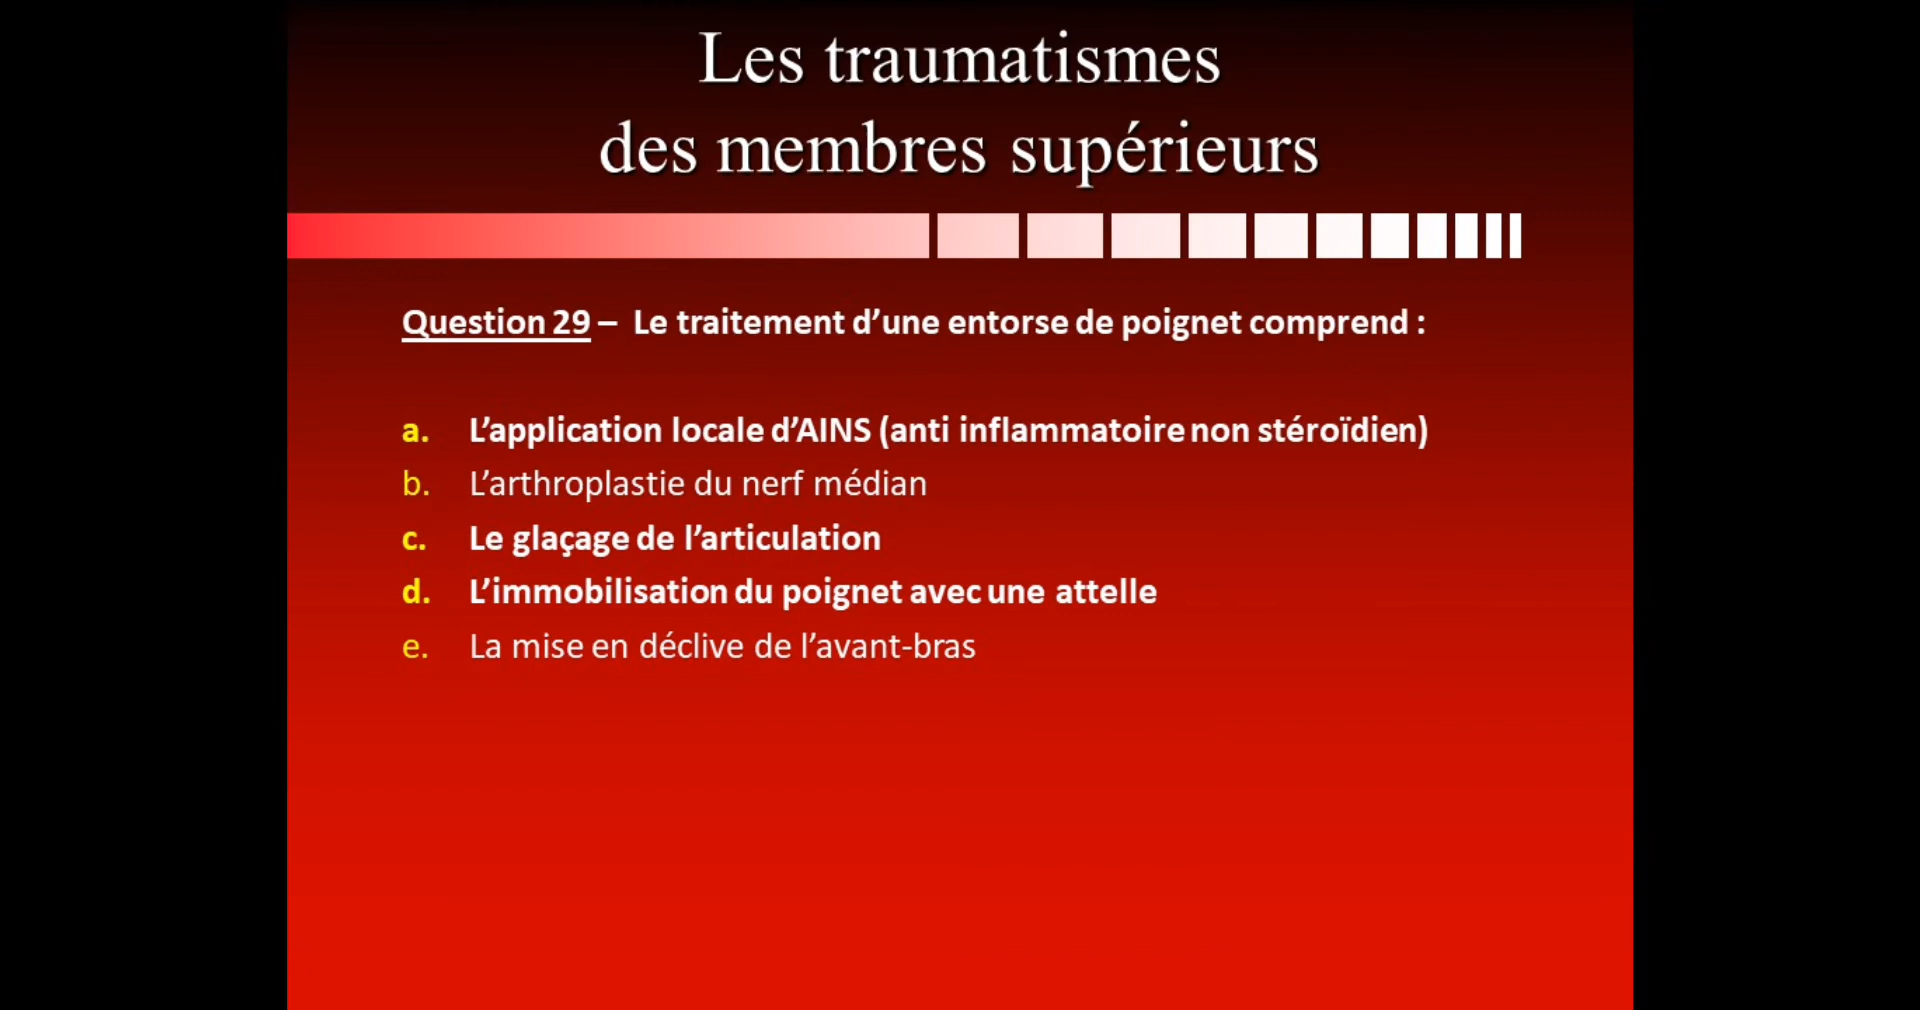 Les traumatismes
des membres supérieurs
Question 29 – Le traitement d’une entorse de poignet comprend :
a. L’application locale d’AINS (anti inflammatoire non stéroïdien)
b. L’arthroplastie du nerf médian
c. Le glaçage de l’articulation
d. L’immobilisation du poignet avec une attelle
e. La mise en déclive de l’avant-bras